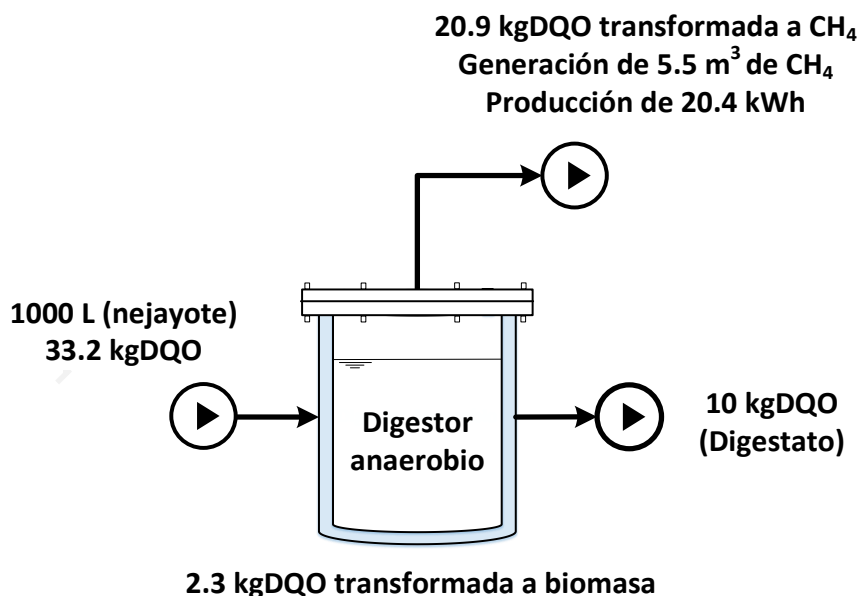 20.9 kgDQO transformada a CH₄
Generación de 5.5 m³ de CH₄
Producción de 20.4 kWh
1000 L (nejayote)
33.2 kgDQO
Digestor
anaerobio
10 kgDQO
(Digestato)
2.3 kgDQO transformada a biomasa